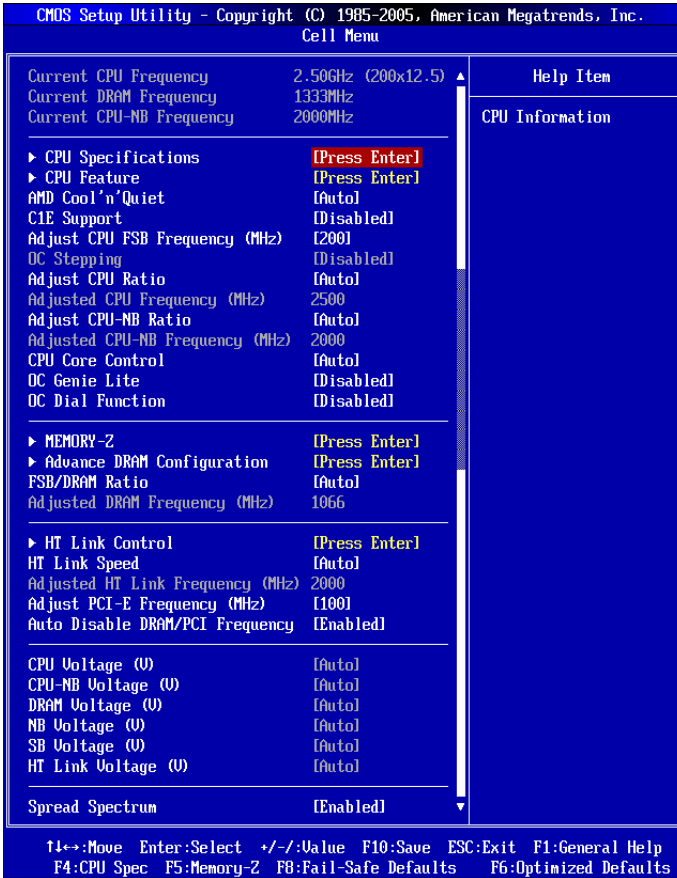 CMOS Setup Utility - Copyright (C) 1985-2005, American Megatrends, Inc.
Cell Menu
Current CPU Frequency 2.50GHz (200x12.5)
Current DRAM Frequency 1333MHz
Current CPU-NB Frequency 2000MHz
CPU Specifications [Press Enter]
CPU Feature [Press Enter]
AMD Cool'n'Quiet [Auto]
C1E Support [Disabled]
Adjust CPU FSB Frequency (MHz) [200]
OC Stepping [Disabled]
Adjust CPU Ratio [Auto]
Adjusted CPU Frequency (MHz) 2500
Adjust CPU-NB Ratio [Auto]
Adjusted CPU-NB Frequency (MHz) 2000
CPU Core Control [Auto]
OC Genie Lite [Disabled]
OC Dial Function [Disabled]
MEMORY-Z [Press Enter]
Advance DRAM Configuration [Press Enter]
FSB/DRAM Ratio [Auto]
Adjusted DRAM Frequency (MHz) 1066
HT Link Control [Press Enter]
HT Link Speed [Auto]
Adjusted HT Link Frequency (MHz) 2000
Adjust PCI-E Frequency (MHz) [100]
Auto Disable DRAM/PCI Frequency [Enabled]
CPU Voltage (V) [Auto]
CPU-NB Voltage (V) [Auto]
DRAM Voltage (V) [Auto]
NB Voltage (V) [Auto]
SB Voltage (V) [Auto]
HT Link Voltage (V) [Auto]
Spread Spectrum [Enabled]
Help Item
CPU Information
↑↓←→:Move Enter:Select +/-/:Value F10:Save ESC:Exit F1:General Help
F4:CPU Spec F5:Memory-Z F8:Fail-Safe Defaults F6:Optimized Defaults